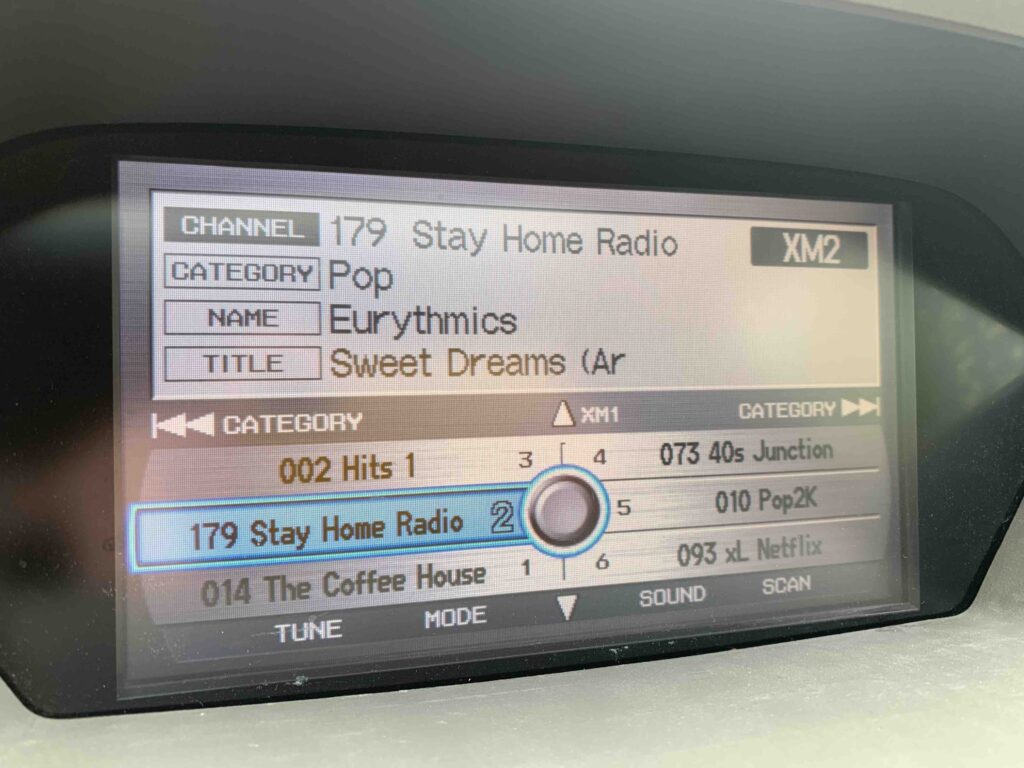 CHANNEL 179 Stay Home Radio XM2
CATEGORY Pop
NAME Eurythmics
TITLE Sweet Dreams (Ar
CATEGORY XM1 CATEGORY
002 Hits 1 3 4 073 40s Junction
179 Stay Home Radio 2 5 010 Pop2K
014 The Coffee House 1 6 093 xL Netflix
TUNE MODE SOUND SCAN